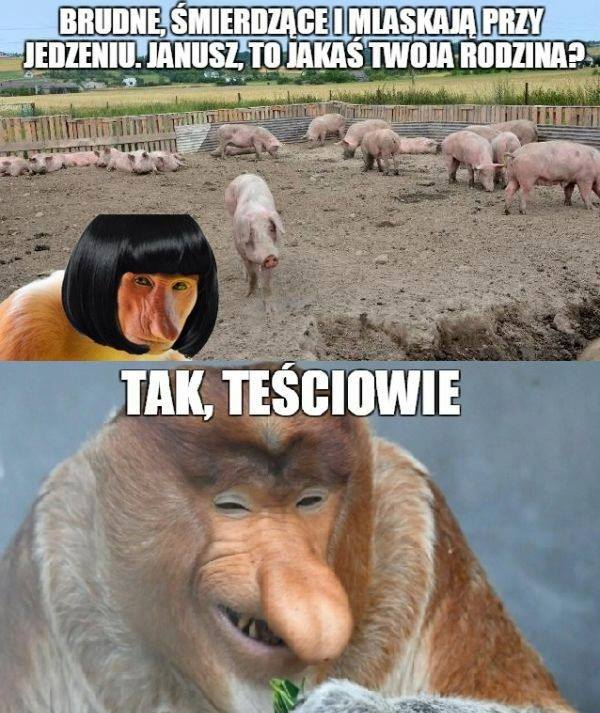 BRUDNE, ŚMIERDZĄCE I MLASKAJĄ PRZY
JEDZENIU. JANUSZ, TO JAKAŚ TWOJA RODZINA?
TAK, TEŚCIOWIE